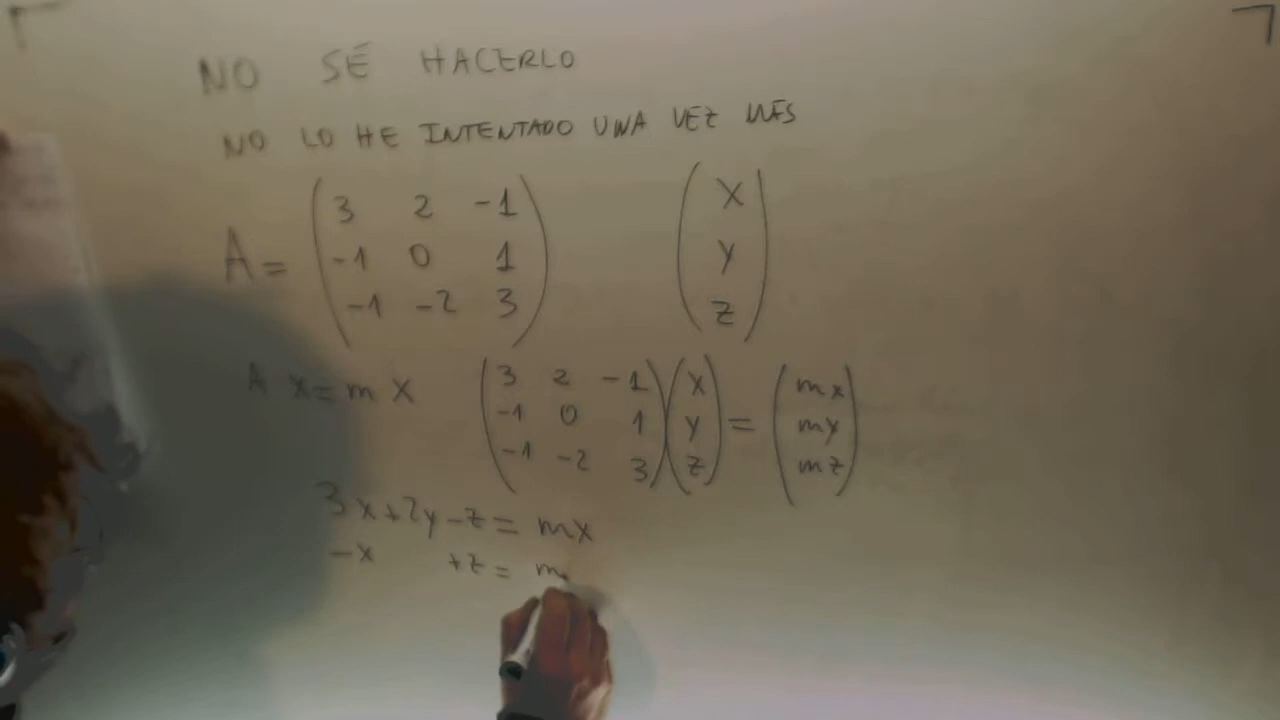 NO SÉ HACERLO
NO LO HE INTENTADO UNA VEZ MÁS
A = ( 3 2 -1 ) ( x )
( -1 0 1 ) ( y )
( -1 -2 3 ) ( z )
A x = m x ( 3 2 -1 ) ( x ) = ( mx )
( -1 0 1 ) ( y ) ( my )
( -1 -2 3 ) ( z ) ( mz )
3x+2y-z = mx
-x +z = m